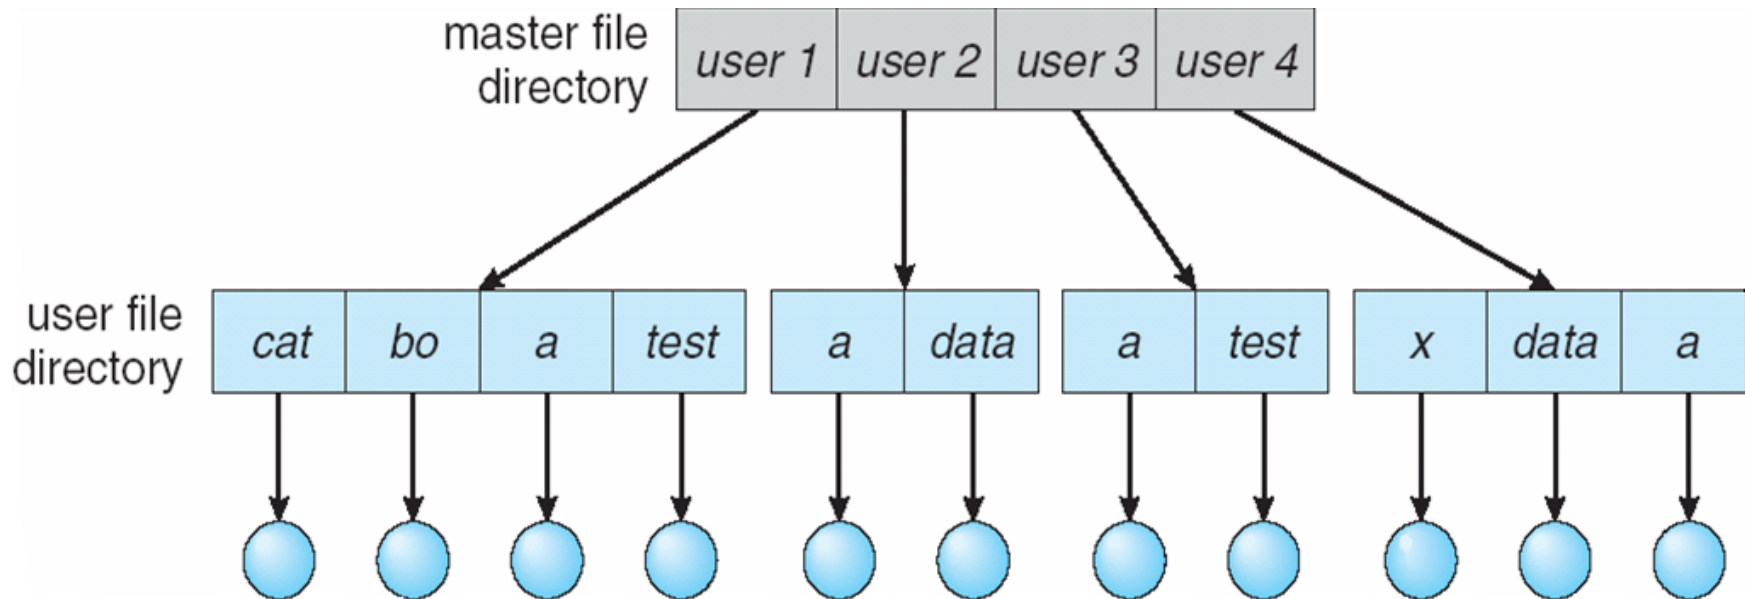 master file
directory
user 1 user 2 user 3 user 4
user file
directory
cat bo a test a data a test x data a